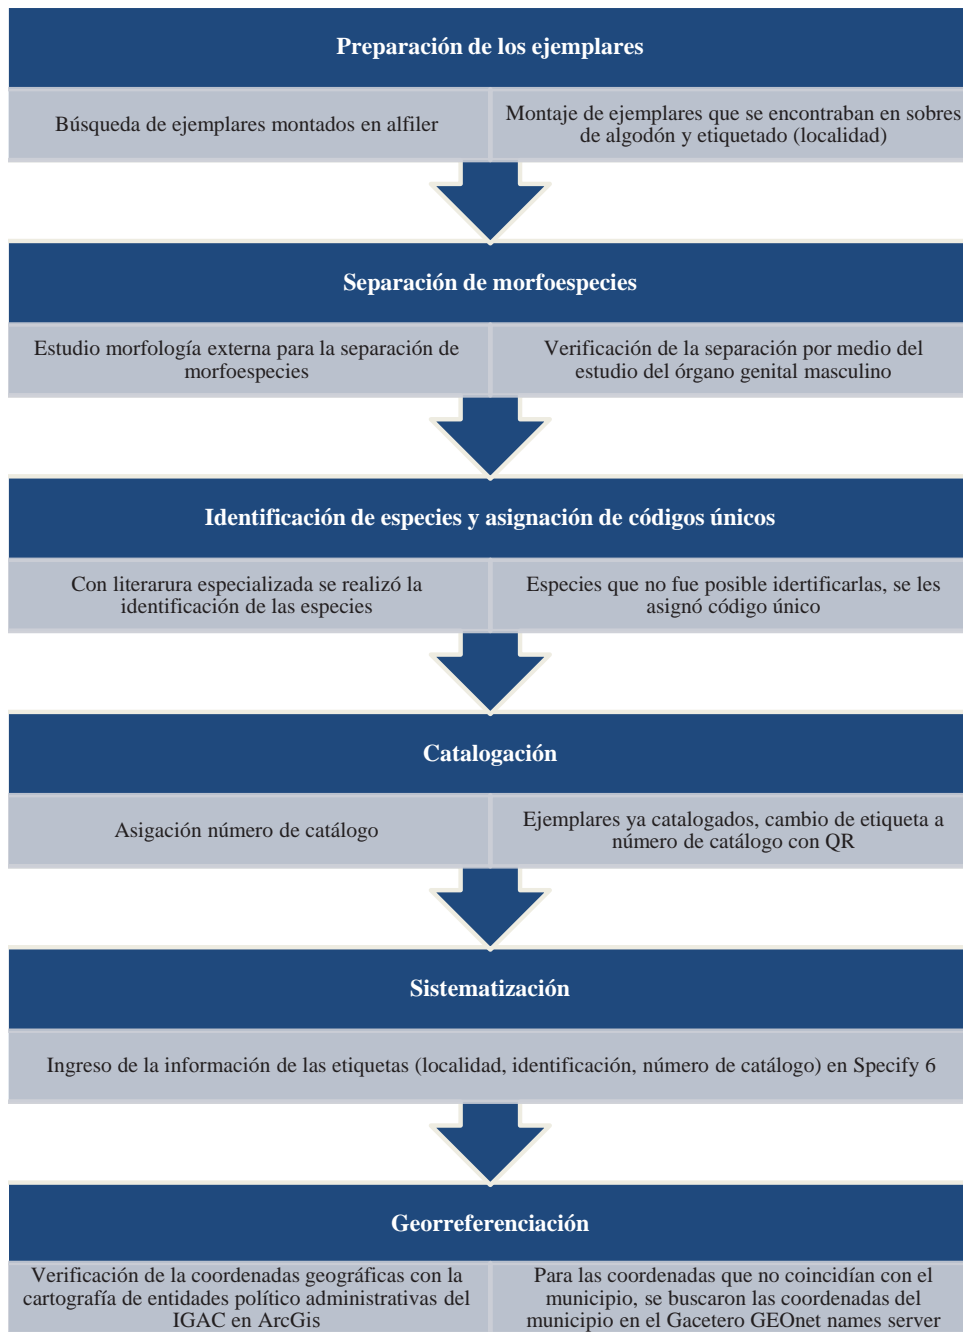 Preparación de los ejemplares
Búsqueda de ejemplares montados en alfiler
Montaje de ejemplares que se encontraban en sobres
de algodón y etiquetado (localidad)
Separación de morfoespecies
Estudio morfología externa para la separación de
morfoespecies
Verificación de la separación por medio del
estudio del órgano genital masculino
Identificación de especies y asignación de códigos únicos
Con literarura especializada se realizó la
identificación de las especies
Especies que no fue posible idertificarlas, se les
asignó código único
Catalogación
Asigación número de catálogo
Ejemplares ya catalogados, cambio de etiqueta a
número de catálogo con QR
Sistematización
Ingreso de la información de las etiquetas (localidad, identificación, número de catálogo) en Specify 6
Georreferenciación
Verificación de la coordenadas geográficas con la
cartografía de entidades político administrativas del
IGAC en ArcGis
Para las coordenadas que no coincidían con el
municipio, se buscaron las coordenadas del
municipio en el Gacetero GEOnet names server